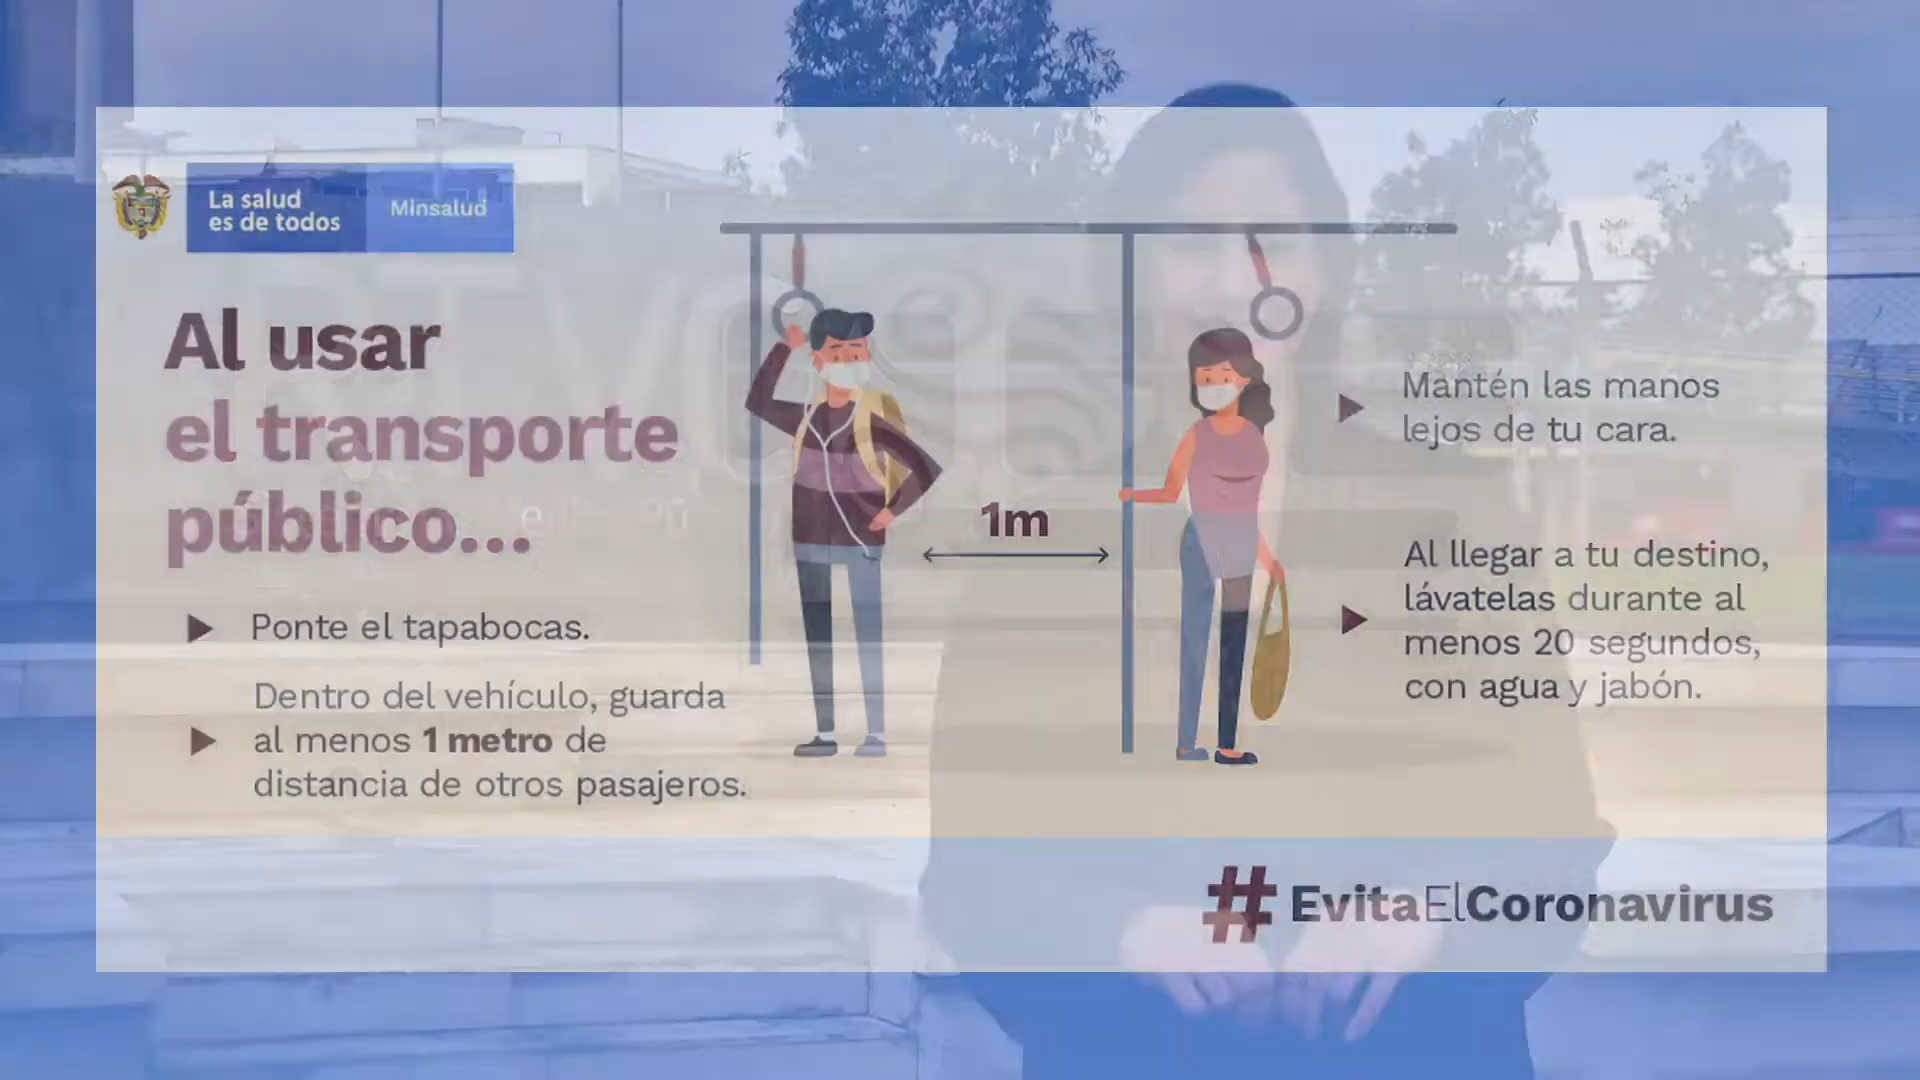 La salud
es de todos
Minsalud
Al usar
el transporte
público...
Ponte el tapabocas.
Dentro del vehículo, guarda
al menos 1 metro de
distancia de otros pasajeros.
1m
Mantén las manos
lejos de tu cara.
Al llegar a tu destino,
lávatelas durante al
menos 20 segundos,
con agua y jabón.
#EvitaElCoronavirus